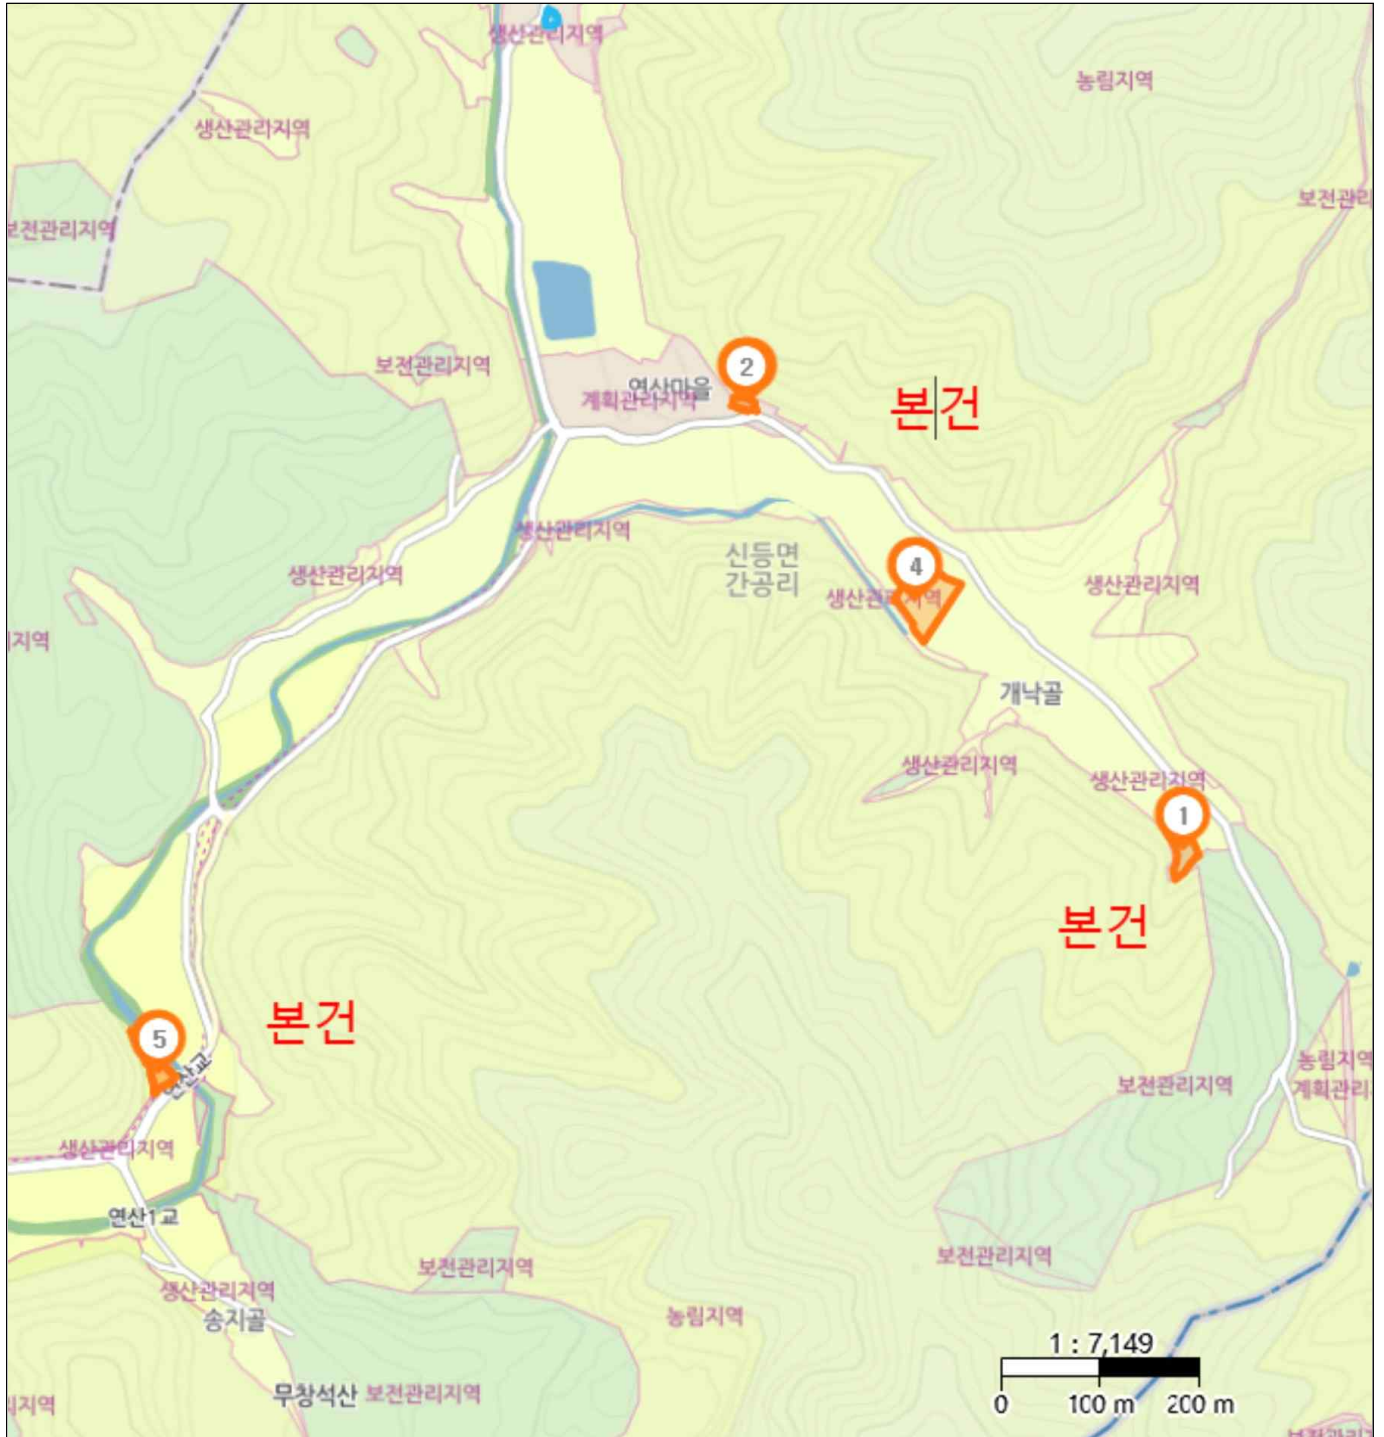 생산관리지역
농림지역
생산관리지역
보전관리
보전관리지역
2
보전관리지역
연산마을
계획관리지역
본건
생산관리지역
신등면
간공리
4
생산관리지역
생산관리지역
생산관리지역
지역
개낙골
생산관리지역
생산관리지역
1
본건
본건
5
연산교
농림지역
계획관리
보전관리지역
생산관리지역
연산1교
보전관리지역
보전관리지역
생산관리지역
농림지역
송지골
1 : 7,149
무창석산
보전관리지역
지역
0
100 m
200 m